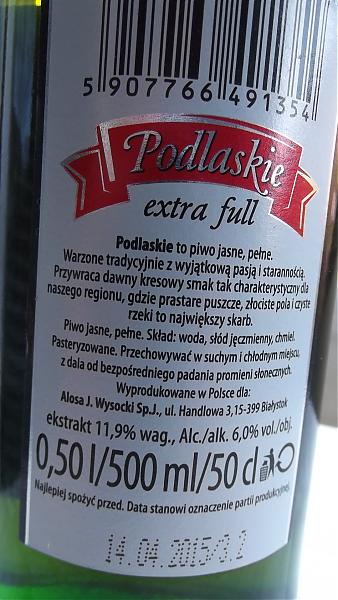 5 907766 491354
Podlaskie
extra full
Podlaskie to piwo jasne, pełne.
Warzone tradycyjnie z wyjątkową pasją i starannością.
Przywraca dawny kresowy smak tak charakterystyczny dla
naszego regionu, gdzie prastare puszcze, złociste pola i czyste
rzeki to największy skarb.
Piwo jasne, pełne. Skład: woda, słód jęczmienny, chmiel.
Pasteryzowane. Przechowywać w suchym i chłodnym miejscu,
z dala od bezpośredniego padania promieni słonecznych.
Wyprodukowane w Polsce dla:
Alosa J. Wysocki Sp.J., ul. Handlowa 3, 15-399 Białystok
ekstrakt 11,9% wag., Alc./alk. 6,0% vol./obj.
0,50 l/500 ml/50 cl
Najlepiej spożyć przed. Data stanowi oznaczenie partii produkcyjnej.
14.04.2015/3.2